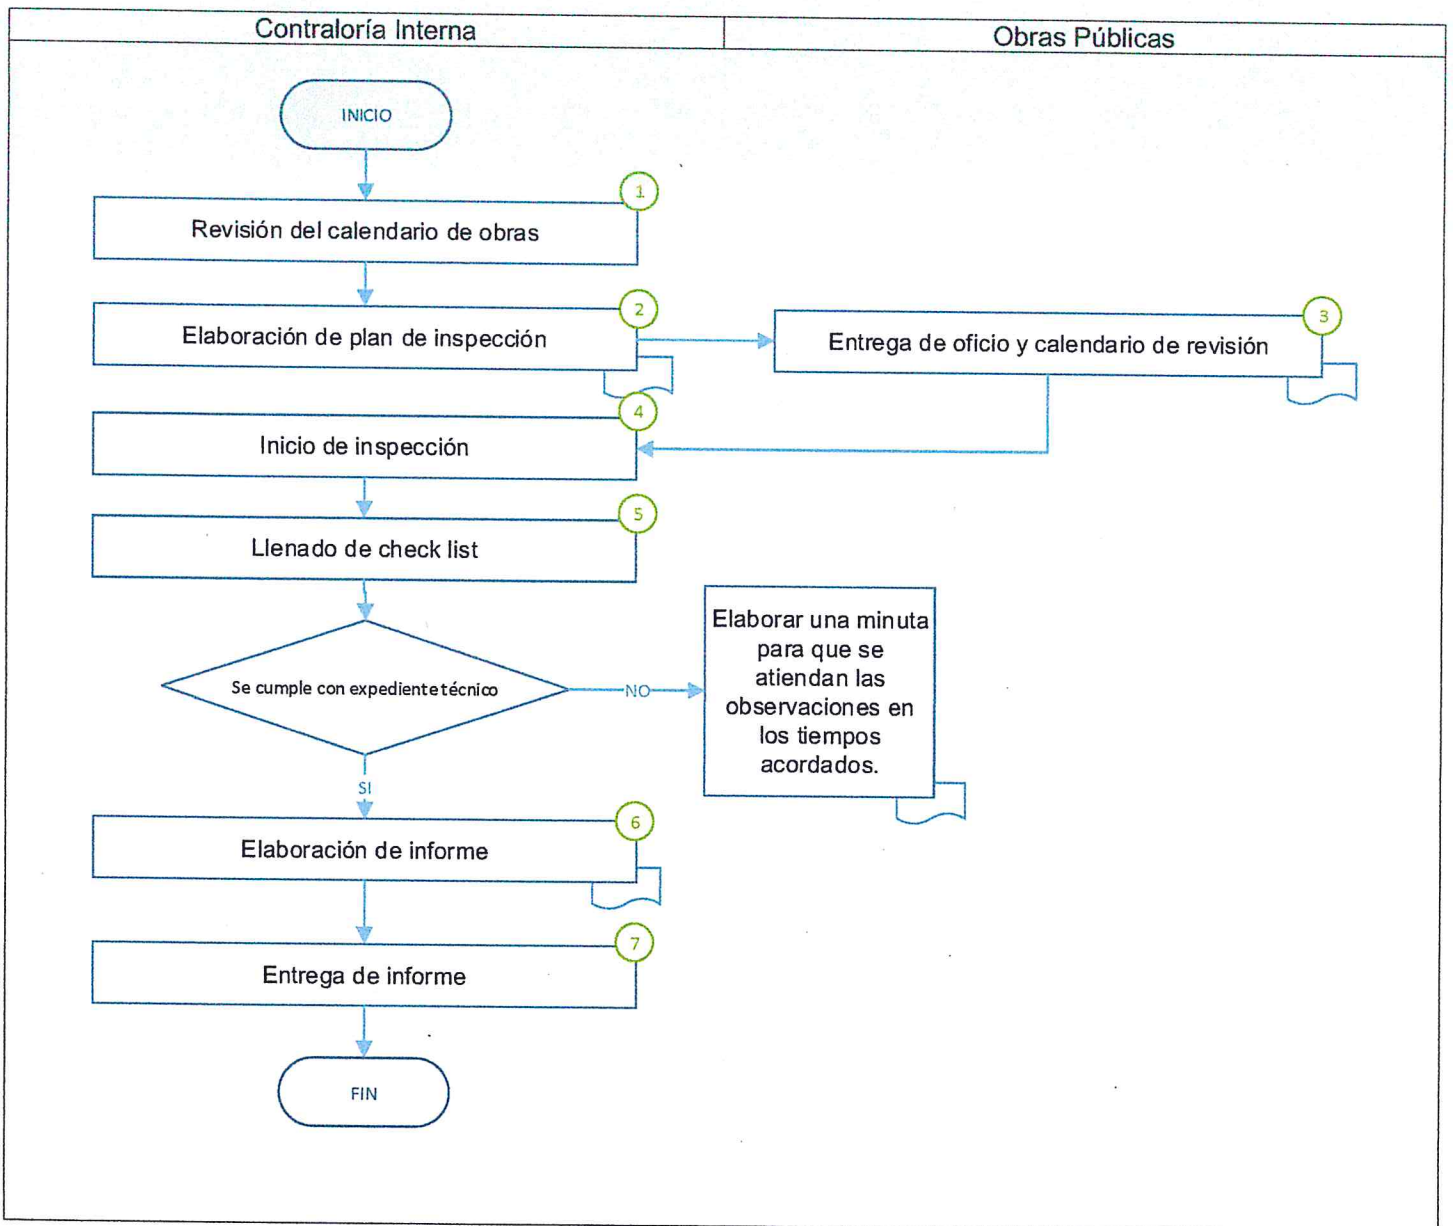 Contraloría Interna
Obras Públicas
INICIO
1
Revisión del calendario de obras
2
Elaboración de plan de inspección
3
Entrega de oficio y calendario de revisión
4
Inicio de inspección
5
Llenado de check list
Se cumple con expediente técnico
NO
Elaborar una minuta
para que se
atiendan las
observaciones en
los tiempos
acordados.
SI
6
Elaboración de informe
7
Entrega de informe
FIN